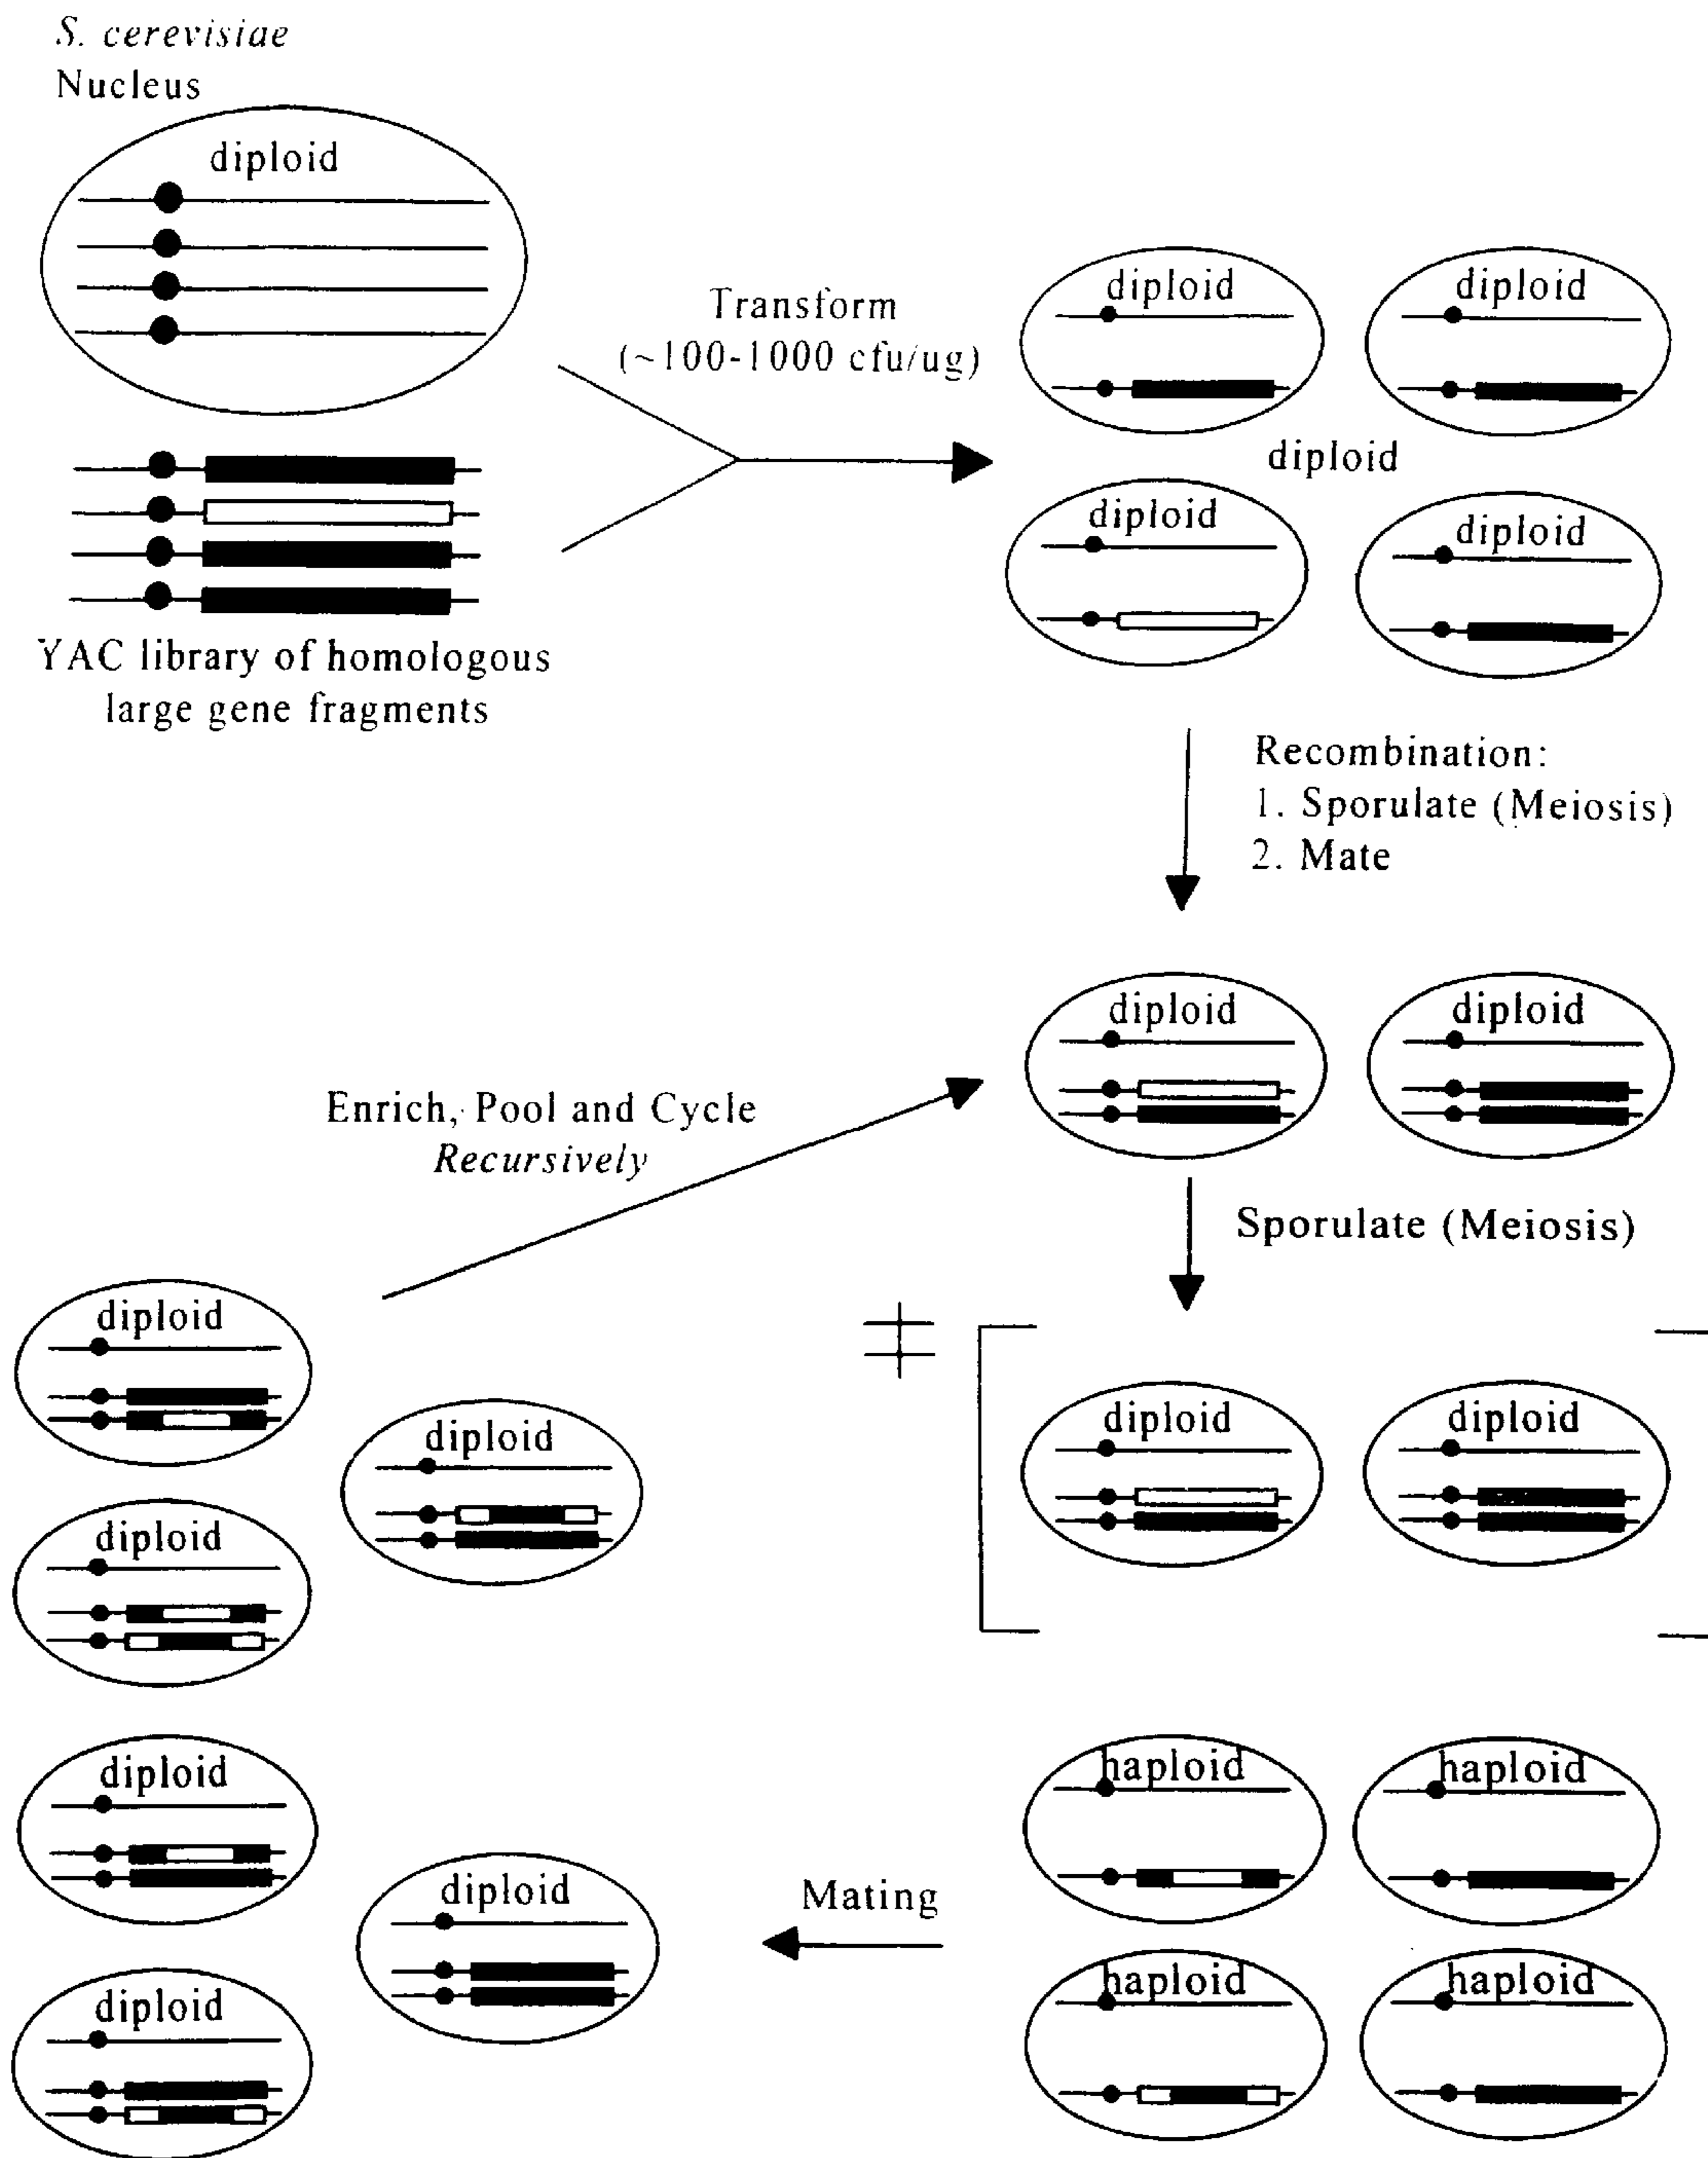 S. cerevisiae
Nucleus
diploid
YAC library of homologous
large gene fragments
Transform
(~100-1000 cfu/ug)
diploid
diploid
diploid
diploid
diploid
Recombination:
1. Sporulate (Meiosis)
2. Mate
diploid
diploid
Enrich, Pool and Cycle
Recursively
Sporulate (Meiosis)
‡
diploid
diploid
diploid
diploid
diploid
diploid
diploid
diploid
Mating
haploid
haploid
haploid
haploid